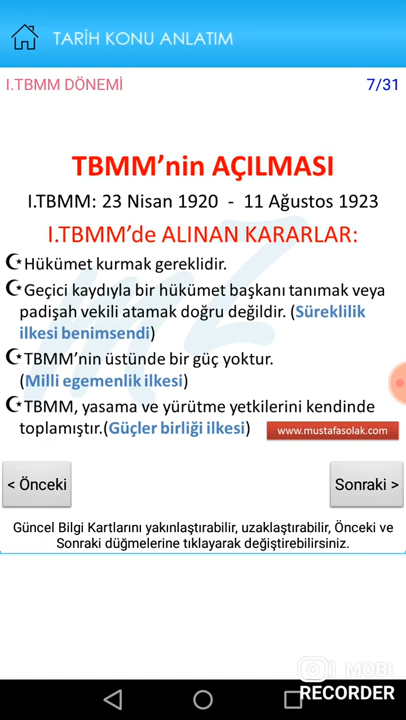 TARİH KONU ANLATIM
I.TBMM DÖNEMİ
7/31
TBMM’nin AÇILMASI
I.TBMM: 23 Nisan 1920 - 11 Ağustos 1923
I.TBMM’de ALINAN KARARLAR:
Hükümet kurmak gereklidir.
Geçici kaydıyla bir hükümet başkanı tanımak veya
padişah vekili atamak doğru değildir. (Süreklilik
ilkesi benimsendi)
TBMM’nin üstünde bir güç yoktur.
(Milli egemenlik ilkesi)
TBMM, yasama ve yürütme yetkilerini kendinde
toplamıştır.(Güçler birliği ilkesi)
www.mustafasolak.com
< Önceki
Sonraki >
Güncel Bilgi Kartlarını yakınlaştırabilir, uzaklaştırabilir, Önceki ve
Sonraki düğmelerine tıklayarak değiştirebilirsiniz.
MOBI
RECORDER